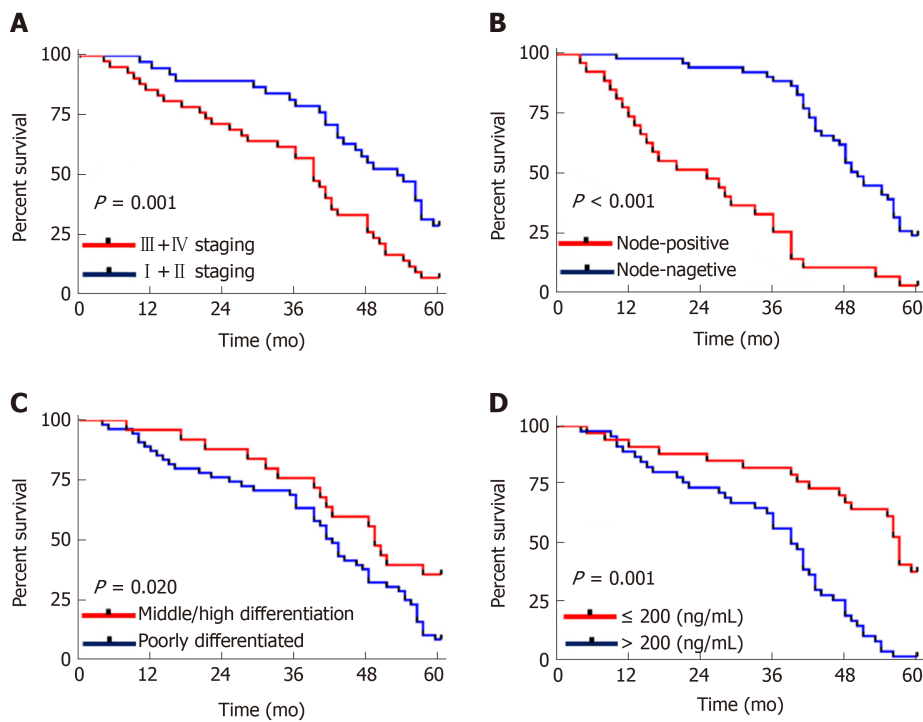 A
100
75
50
25
0
Percent survival
P = 0.001
Ⅲ+Ⅳ staging
Ⅰ+Ⅱ staging
0 12 24 36 48 60
Time (mo)
B
100
75
50
25
0
Percent survival
P < 0.001
Node-positive
Node-nagetive
0 12 24 36 48 60
Time (mo)
C
100
75
50
25
0
Percent survival
P = 0.020
Middle/high differentiation
Poorly differentiated
0 12 24 36 48 60
Time (mo)
D
100
75
50
25
0
Percent survival
P = 0.001
≤ 200 (ng/mL)
> 200 (ng/mL)
0 12 24 36 48 60
Time (mo)